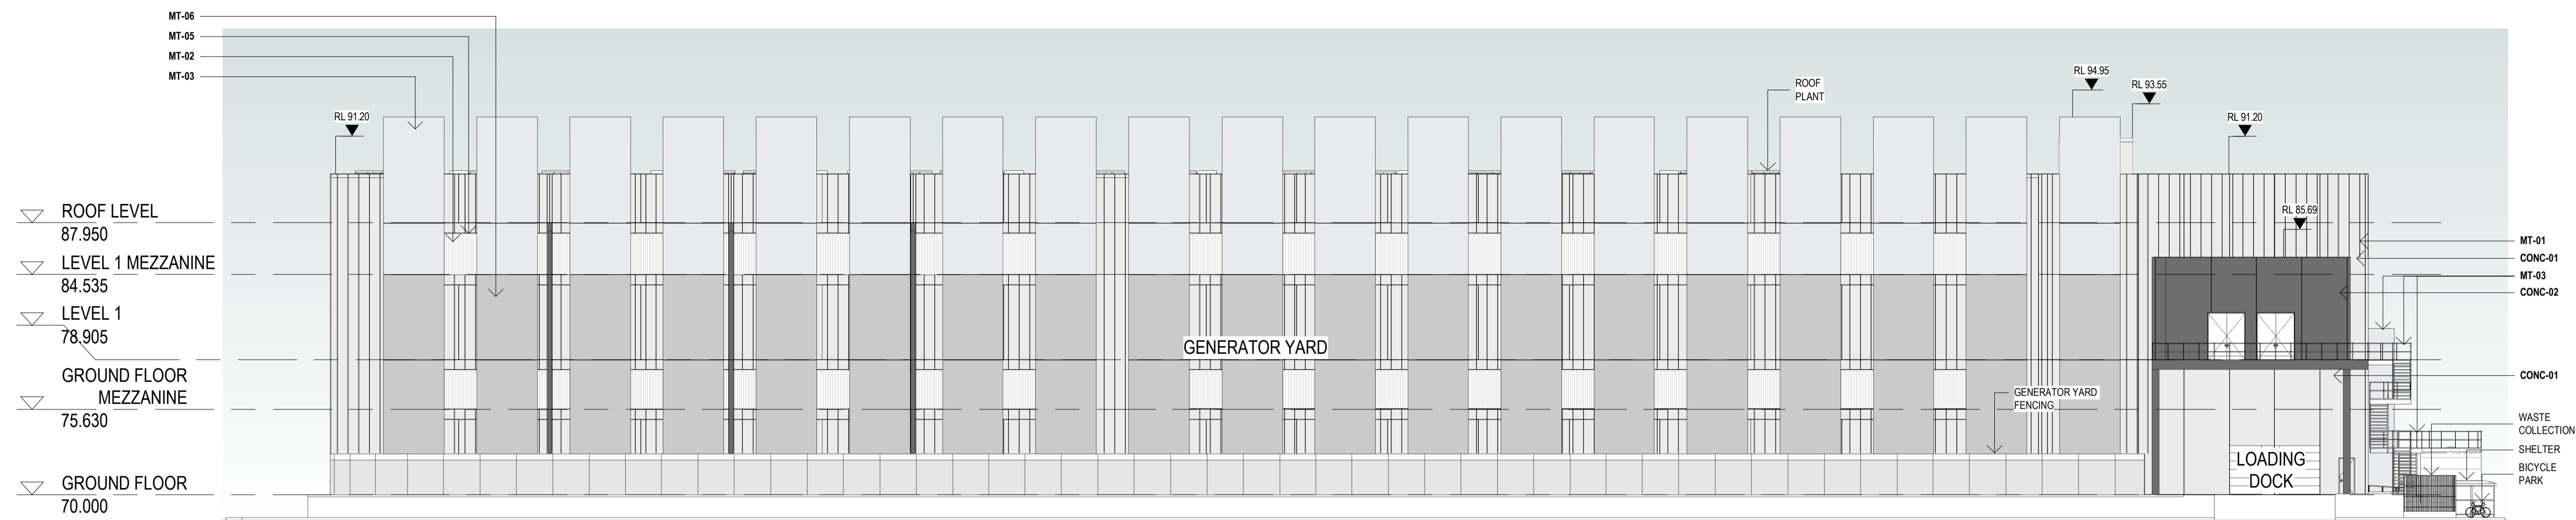 MT-06
MT-05
MT-02
MT-03
RL 91.20
ROOF
PLANT
RL 94.95
RL 93.55
RL 91.20
RL 85.69
ROOF LEVEL
87.950
LEVEL 1 MEZZANINE
84.535
LEVEL 1
78.905
GROUND FLOOR
MEZZANINE
75.630
GROUND FLOOR
70.000
GENERATOR YARD
GENERATOR YARD
FENCING
LOADING
DOCK
MT-01
CONC-01
MT-03
CONC-02
CONC-01
WASTE
COLLECTION
SHELTER
BICYCLE
PARK